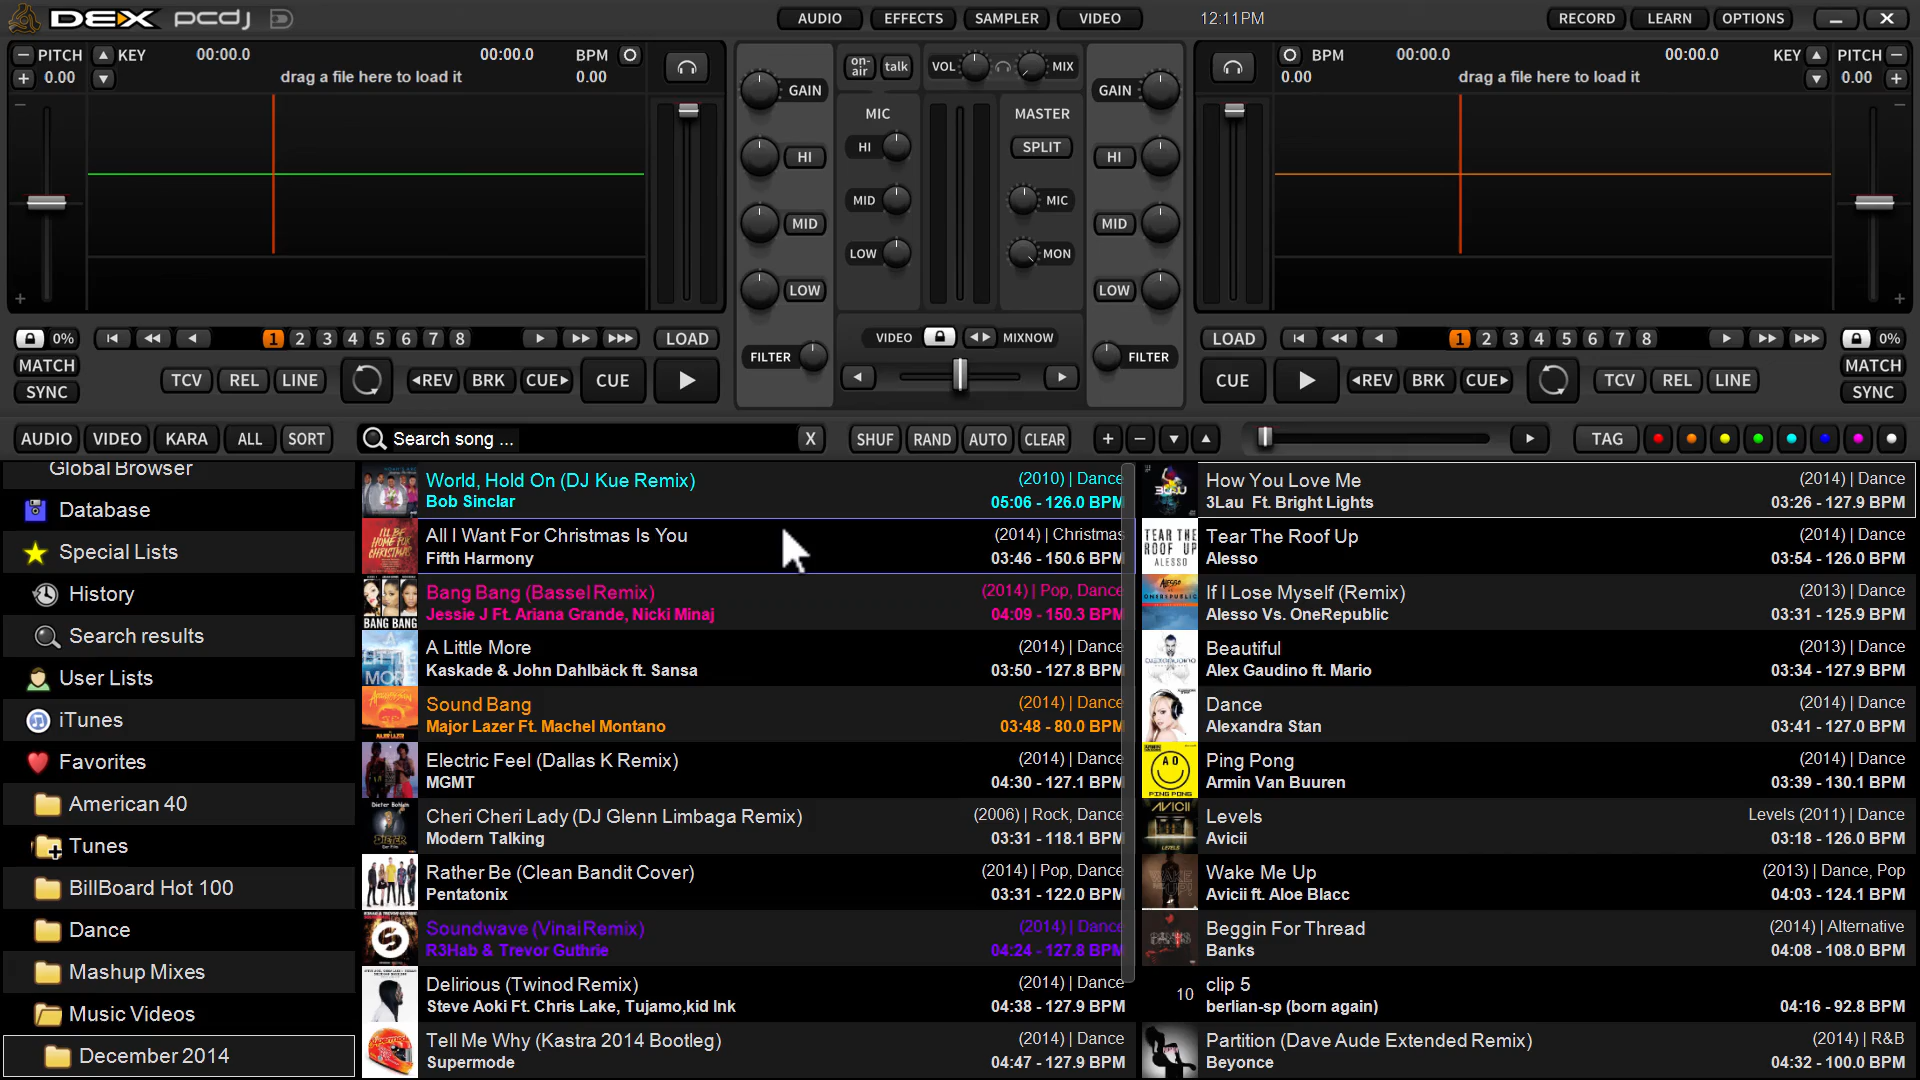 DEX pcdj
AUDIO EFFECTS SAMPLER VIDEO 12:11PM RECORD LEARN OPTIONS
PITCH KEY 00:00.0 00:00.0 BPM
0.00 drag a file here to load it 0.00
BPM 00:00.0 00:00.0 KEY PITCH
0.00 drag a file here to load it 0.00
on-air talk VOL MIX
GAIN MIC MASTER GAIN
HI HI SPLIT HI
MID MID MIC MID
LOW LOW MON LOW
FILTER VIDEO MIXNOW FILTER
0% 1 2 3 4 5 6 7 8 LOAD
MATCH
SYNC
TCV REL LINE REV BRK CUE CUE
LOAD 1 2 3 4 5 6 7 8 0%
CUE REV BRK CUE TCV REL LINE
MATCH
SYNC
AUDIO VIDEO KARA ALL SORT Search song ... X SHUF RAND AUTO CLEAR TAG
Global Browser
Database
Special Lists
History
Search results
User Lists
iTunes
Favorites
American 40
Tunes
BillBoard Hot 100
Dance
Mashup Mixes
Music Videos
December 2014
World, Hold On (DJ Kue Remix) (2010) | Dance
Bob Sinclar 05:06 - 126.0 BPM
All I Want For Christmas Is You (2014) | Christmas
Fifth Harmony 03:46 - 150.6 BPM
Bang Bang (Bassel Remix) (2014) | Pop, Dance
Jessie J Ft. Ariana Grande, Nicki Minaj 04:09 - 150.3 BPM
BANG BANG
A Little More (2014) | Dance
Kaskade & John Dahlbäck ft. Sansa 03:50 - 127.8 BPM
MORE
Sound Bang (2014) | Dance
Major Lazer Ft. Machel Montano 03:48 - 80.0 BPM
Electric Feel (Dallas K Remix) (2014) | Dance
MGMT 04:30 - 127.1 BPM
Cheri Cheri Lady (DJ Glenn Limbaga Remix) (2006) | Rock, Dance
Modern Talking 03:31 - 118.1 BPM
Dieter Bohlen
DIETER
Rather Be (Clean Bandit Cover) (2014) | Pop, Dance
Pentatonix 03:31 - 122.0 BPM
Soundwave (Vinai Remix) (2014) | Dance
R3Hab & Trevor Guthrie 04:24 - 127.8 BPM
Delirious (Twinod Remix) (2014) | Dance
Steve Aoki Ft. Chris Lake, Tujamo,kid Ink 04:38 - 127.9 BPM
Tell Me Why (Kastra 2014 Bootleg) (2014) | Dance
Supermode 04:47 - 127.9 BPM
How You Love Me (2014) | Dance
3Lau Ft. Bright Lights 03:26 - 127.9 BPM
3LAU
Tear The Roof Up (2014) | Dance
Alesso 03:54 - 126.0 BPM
TEAR THE
ROOF UP
ALESSO
If I Lose Myself (Remix) (2013) | Dance
Alesso Vs. OneRepublic 03:31 - 125.9 BPM
Beautiful (2013) | Dance
Alex Gaudino ft. Mario 03:34 - 127.9 BPM
Dance (2014) | Dance
Alexandra Stan 03:41 - 127.0 BPM
Ping Pong (2014) | Dance
Armin Van Buuren 03:39 - 130.1 BPM
PING PONG
Levels Levels (2011) | Dance
Avicii 03:18 - 126.0 BPM
AVICII
LEVELS
Wake Me Up (2013) | Dance, Pop
Avicii ft. Aloe Blacc 04:03 - 124.1 BPM
Beggin For Thread (2014) | Alternative
Banks 04:08 - 108.0 BPM
BANKS
10 clip 5
berlian-sp (born again) 04:16 - 92.8 BPM
Partition (Dave Aude Extended Remix) (2014) | R&B
Beyonce 04:32 - 100.0 BPM